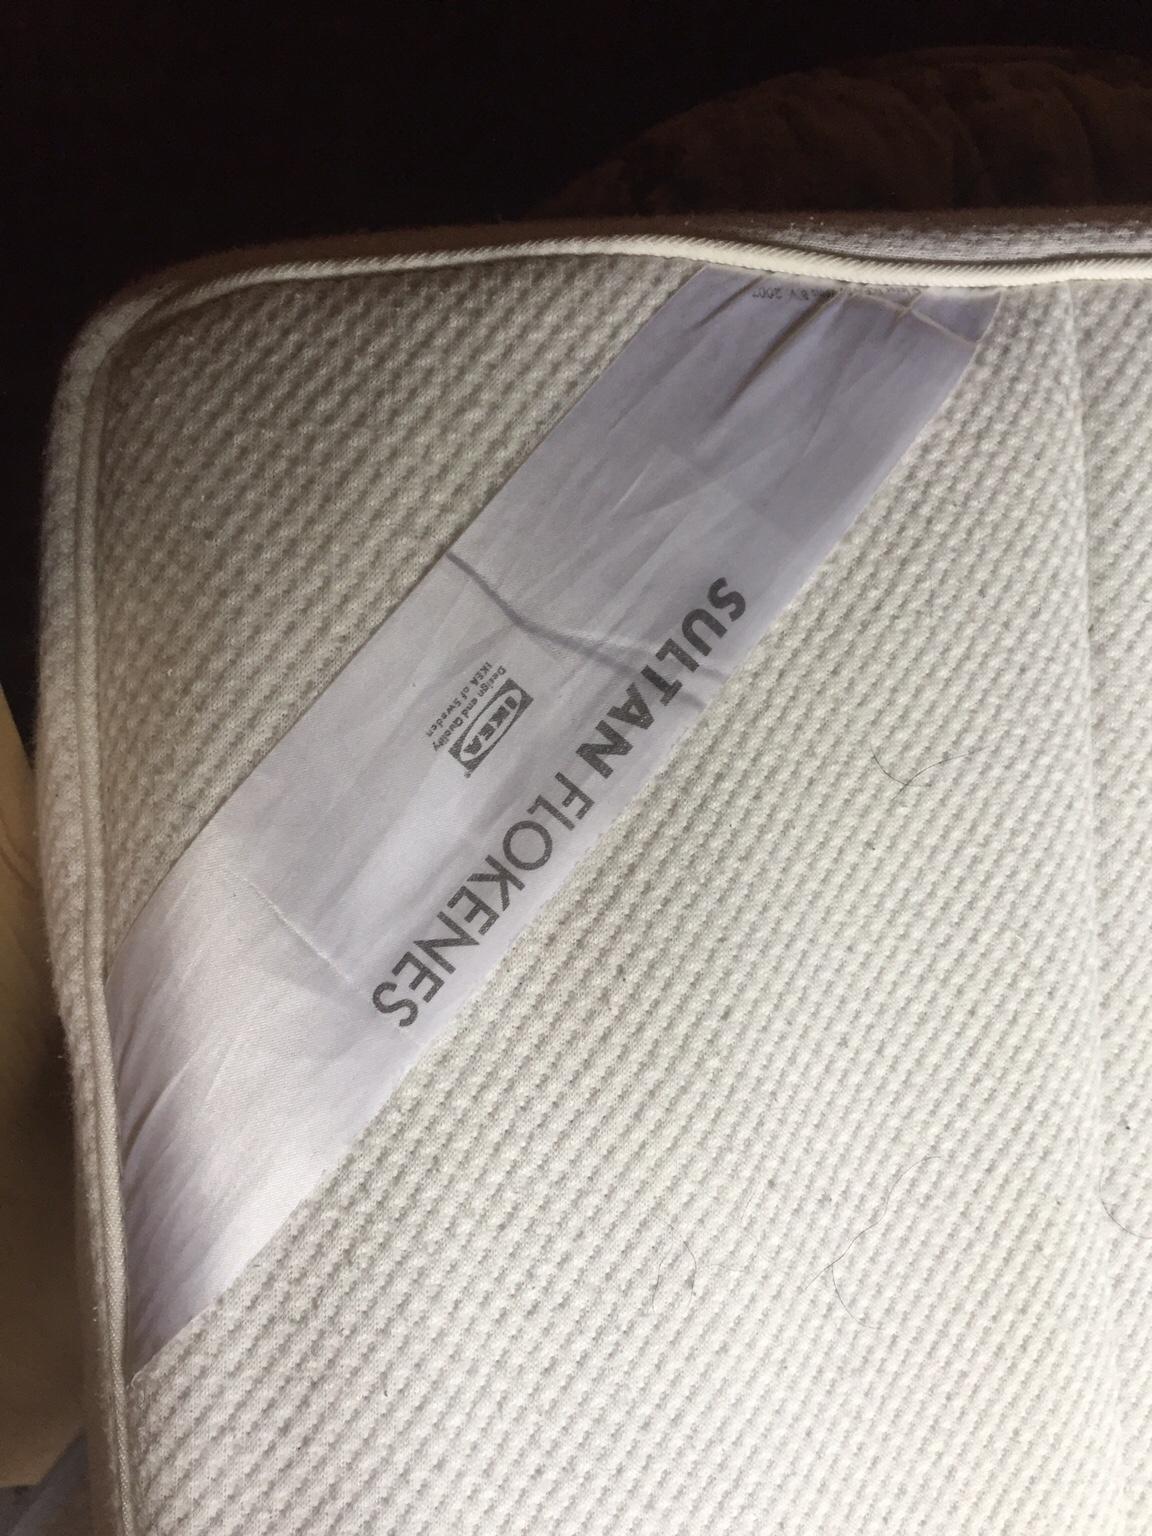 SULTAN FLOKENES
IKEA
Design and Quality
IKEA of Sweden